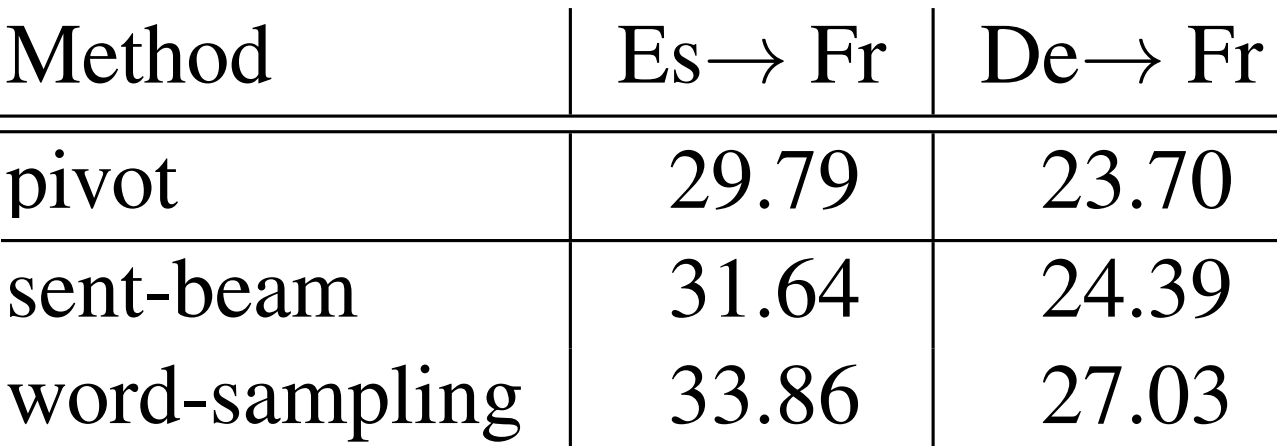 Method Es→ Fr De→ Fr
pivot 29.79 23.70
sent-beam 31.64 24.39
word-sampling 33.86 27.03